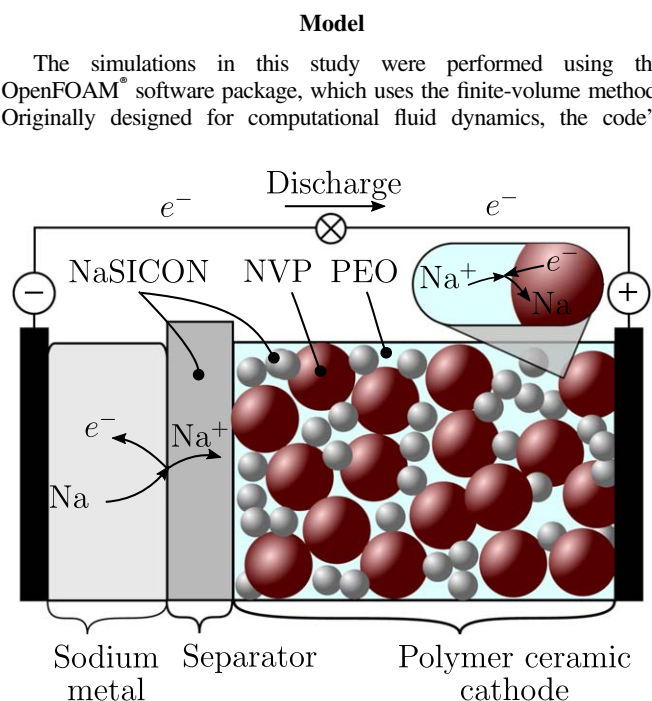 Model
The simulations in this study were performed using th
OpenFOAM® software package, which uses the finite-volume method
Originally designed for computational fluid dynamics, the code'
Discharge
e⁻
e⁻
NaSICON NVP PEO
Na⁺
e⁻
Na
−
+
e⁻
Na⁺
Na
Sodium
metal
Separator
Polymer ceramic
cathode